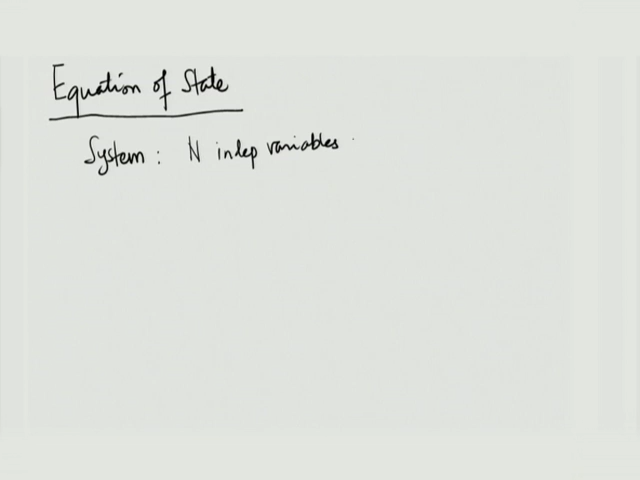 Equation of State
System : N indep variables